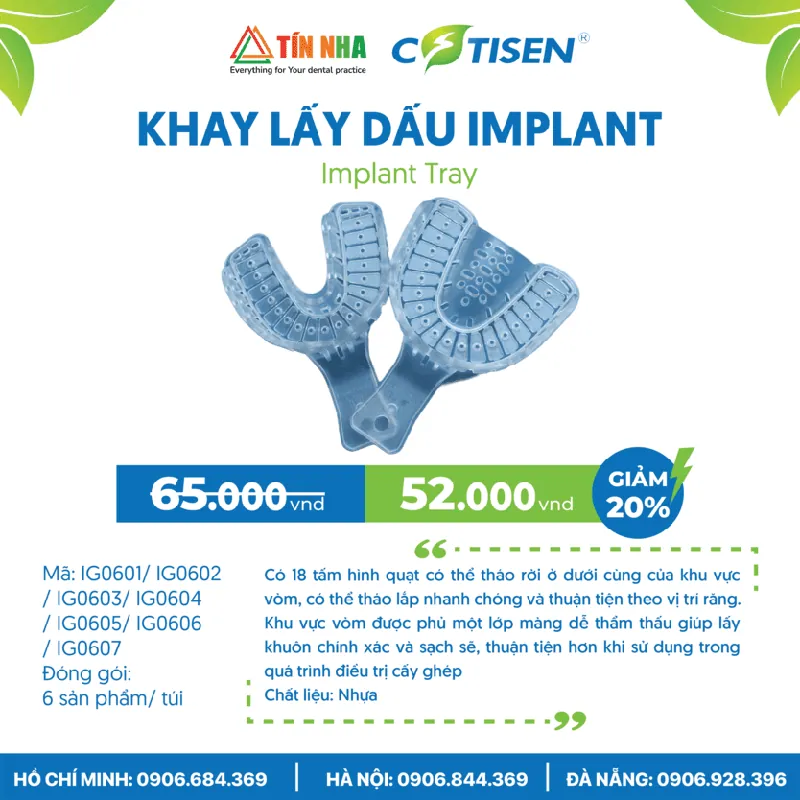 TÍN NHA
Everything for Your dental practice
COTISEN®
KHAY LẤY DẤU IMPLANT
Implant Tray
65.000 vnd
52.000 vnd
GIẢM
20%
Mã: IG0601/ IG0602
/ IG0603/ IG0604
/ IG0605/ IG0606
/ IG0607
Đóng gói:
6 sản phẩm/ túi
Có 18 tấm hình quạt có thể tháo rời ở dưới cùng của khu vực
vòm, có thể tháo lắp nhanh chóng và thuận tiện theo vị trí răng.
Khu vực vòm được phủ một lớp màng dễ thẩm thấu giúp lấy
khuôn chính xác và sạch sẽ, thuận tiện hơn khi sử dụng trong
quá trình điều trị cấy ghép
Chất liệu: Nhựa
HỒ CHÍ MINH: 0906.684.369 | HÀ NỘI: 0906.844.369 | ĐÀ NẴNG: 0906.928.396